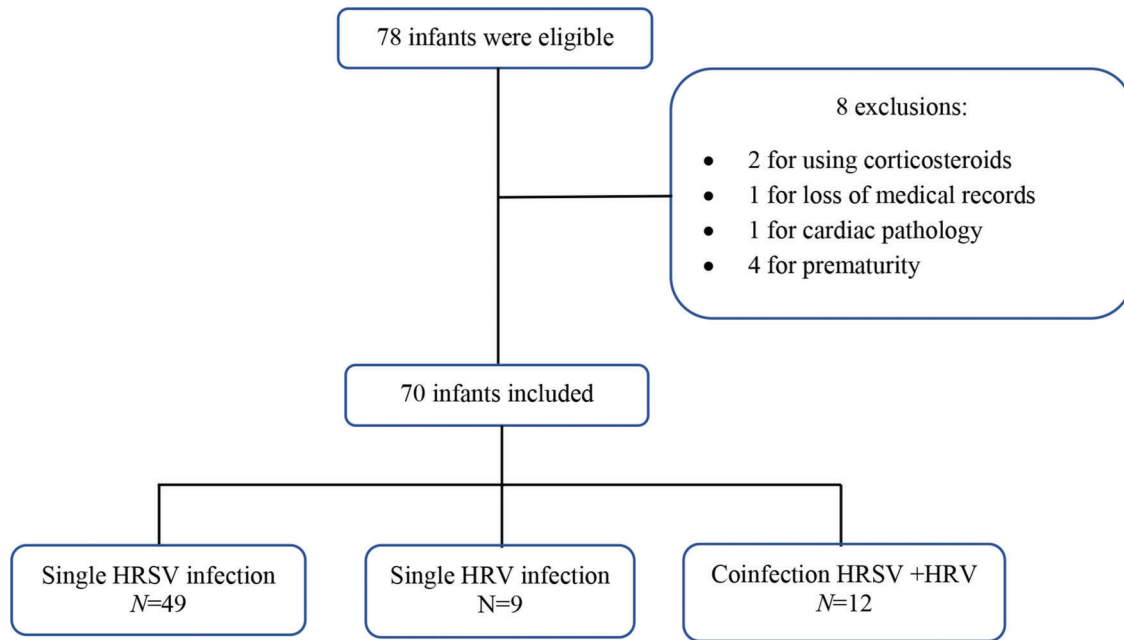 78 infants were eligible
8 exclusions:
• 2 for using corticosteroids
• 1 for loss of medical records
• 1 for cardiac pathology
• 4 for prematurity
70 infants included
Single HRSV infection
N=49
Single HRV infection
N=9
Coinfection HRSV +HRV
N=12